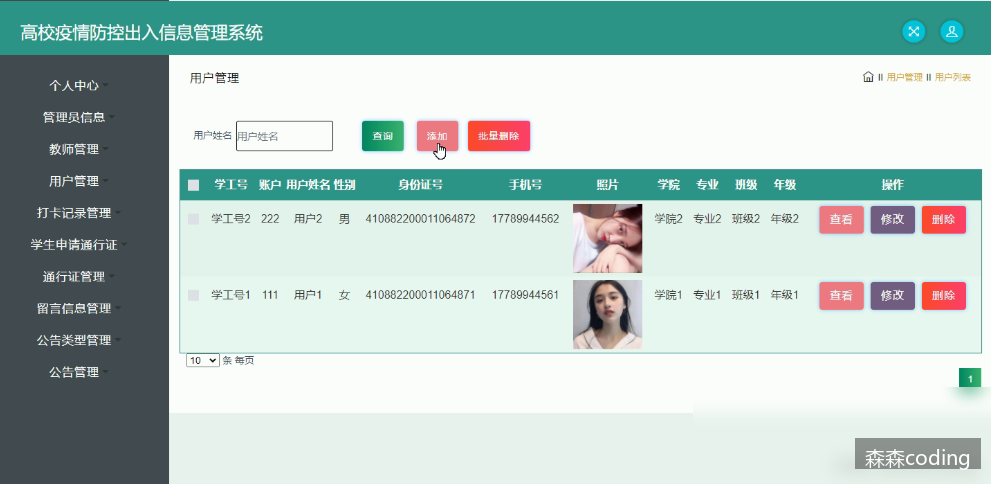 高校疫情防控出入信息管理系统
个人中心
管理员信息
教师管理
用户管理
打卡记录管理
学生申请通行证
通行证管理
留言信息管理
公告类型管理
公告管理
用户管理
II 用户管理 II 用户列表
用户姓名 用户姓名 查询 添加 批量删除
学工号 账户 用户姓名 性别 身份证号 手机号 照片 学院 专业 班级 年级 操作
学工号2 222 用户2 男 410882200011064872 17789944562 学院2 专业2 班级2 年级2 查看 修改 删除
学工号1 111 用户1 女 410882200011064871 17789944561 学院1 专业1 班级1 年级1 查看 修改 删除
10 条 每页
1
森森coding